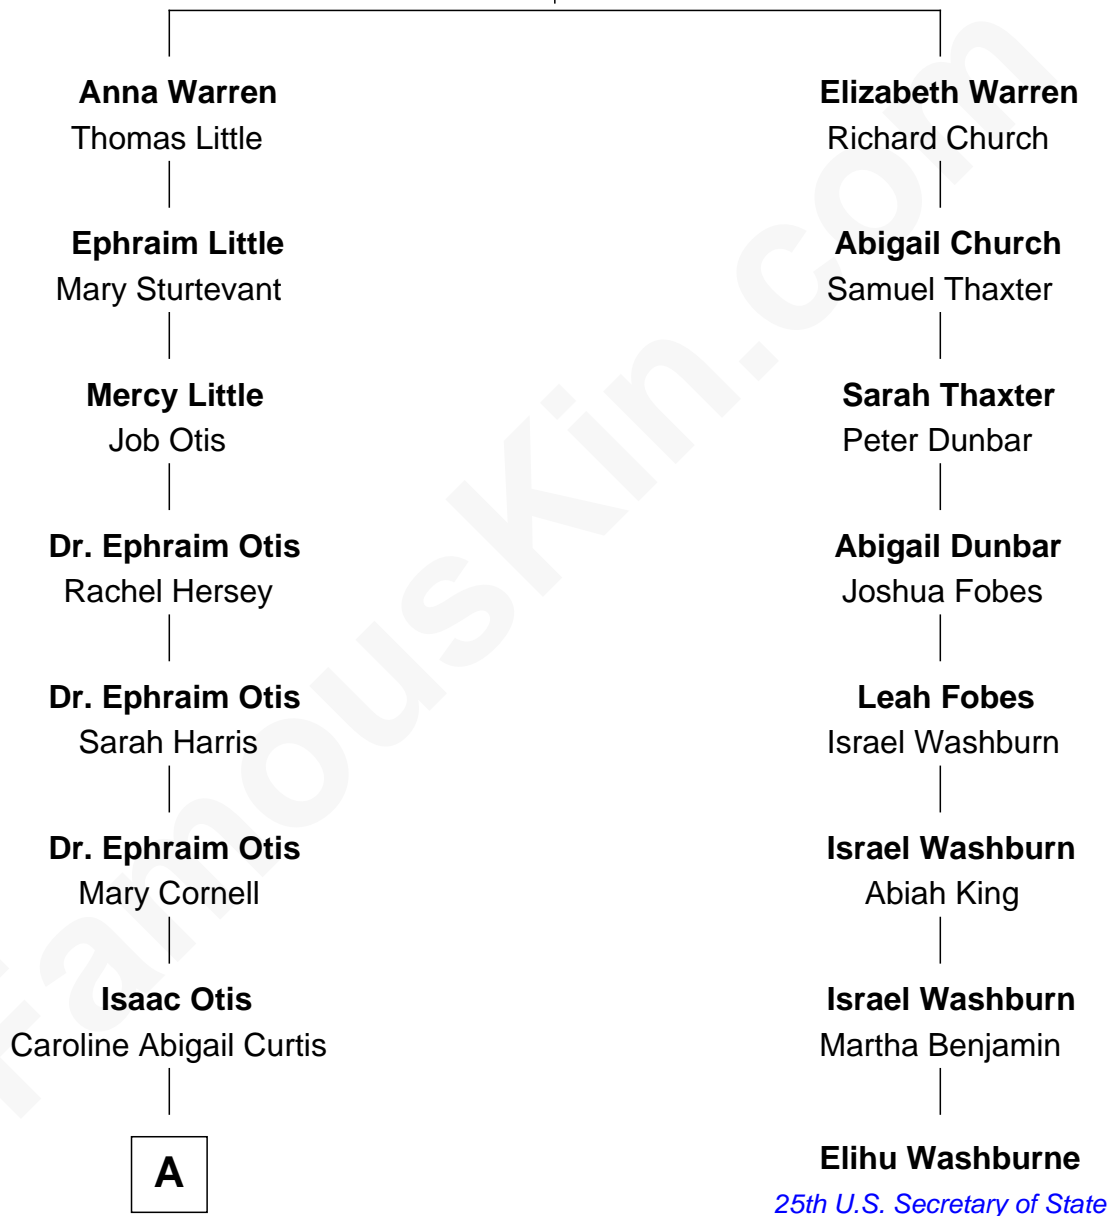 Anna Warren
Thomas Little
Ephraim Little
Mary Sturtevant
Mercy Little
Job Otis
Dr. Ephraim Otis
Rachel Hersey
Dr. Ephraim Otis
Sarah Harris
Dr. Ephraim Otis
Mary Cornell
Isaac Otis
Caroline Abigail Curtis
A
Elizabeth Warren
Richard Church
Abigail Church
Samuel Thaxter
Sarah Thaxter
Peter Dunbar
Abigail Dunbar
Joshua Fobes
Leah Fobes
Israel Washburn
Israel Washburn
Abiah King
Israel Washburn
Martha Benjamin
Elihu Washburne
25th U.S. Secretary of State
FamousKin.com